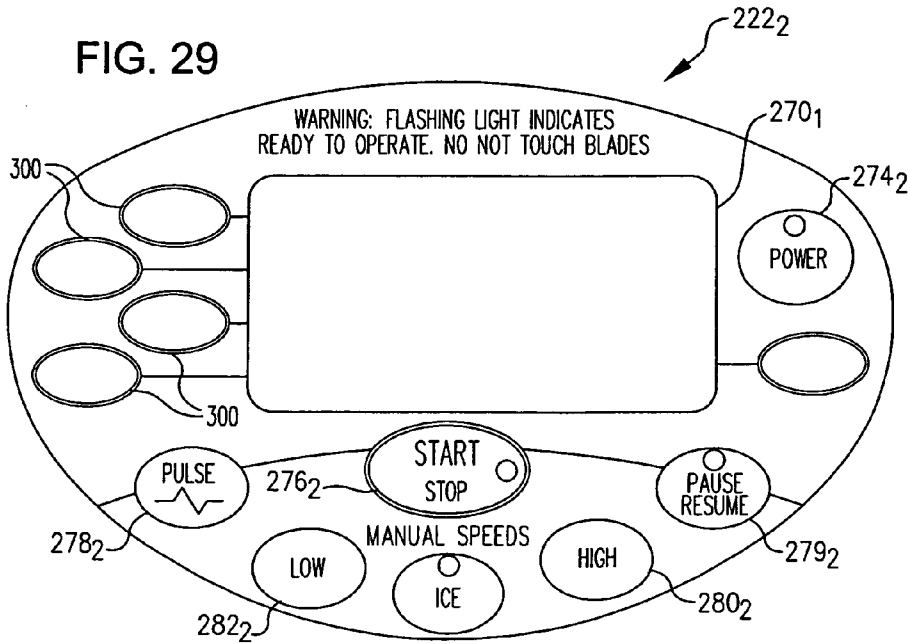 FIG. 29
222₂
WARNING: FLASHING LIGHT INDICATES
READY TO OPERATE. NO NOT TOUCH BLADES
270₁
300
274₂
POWER
300
START
STOP
276₂
PULSE
278₂
PAUSE
RESUME
279₂
MANUAL SPEEDS
LOW
282₂
ICE
HIGH
280₂